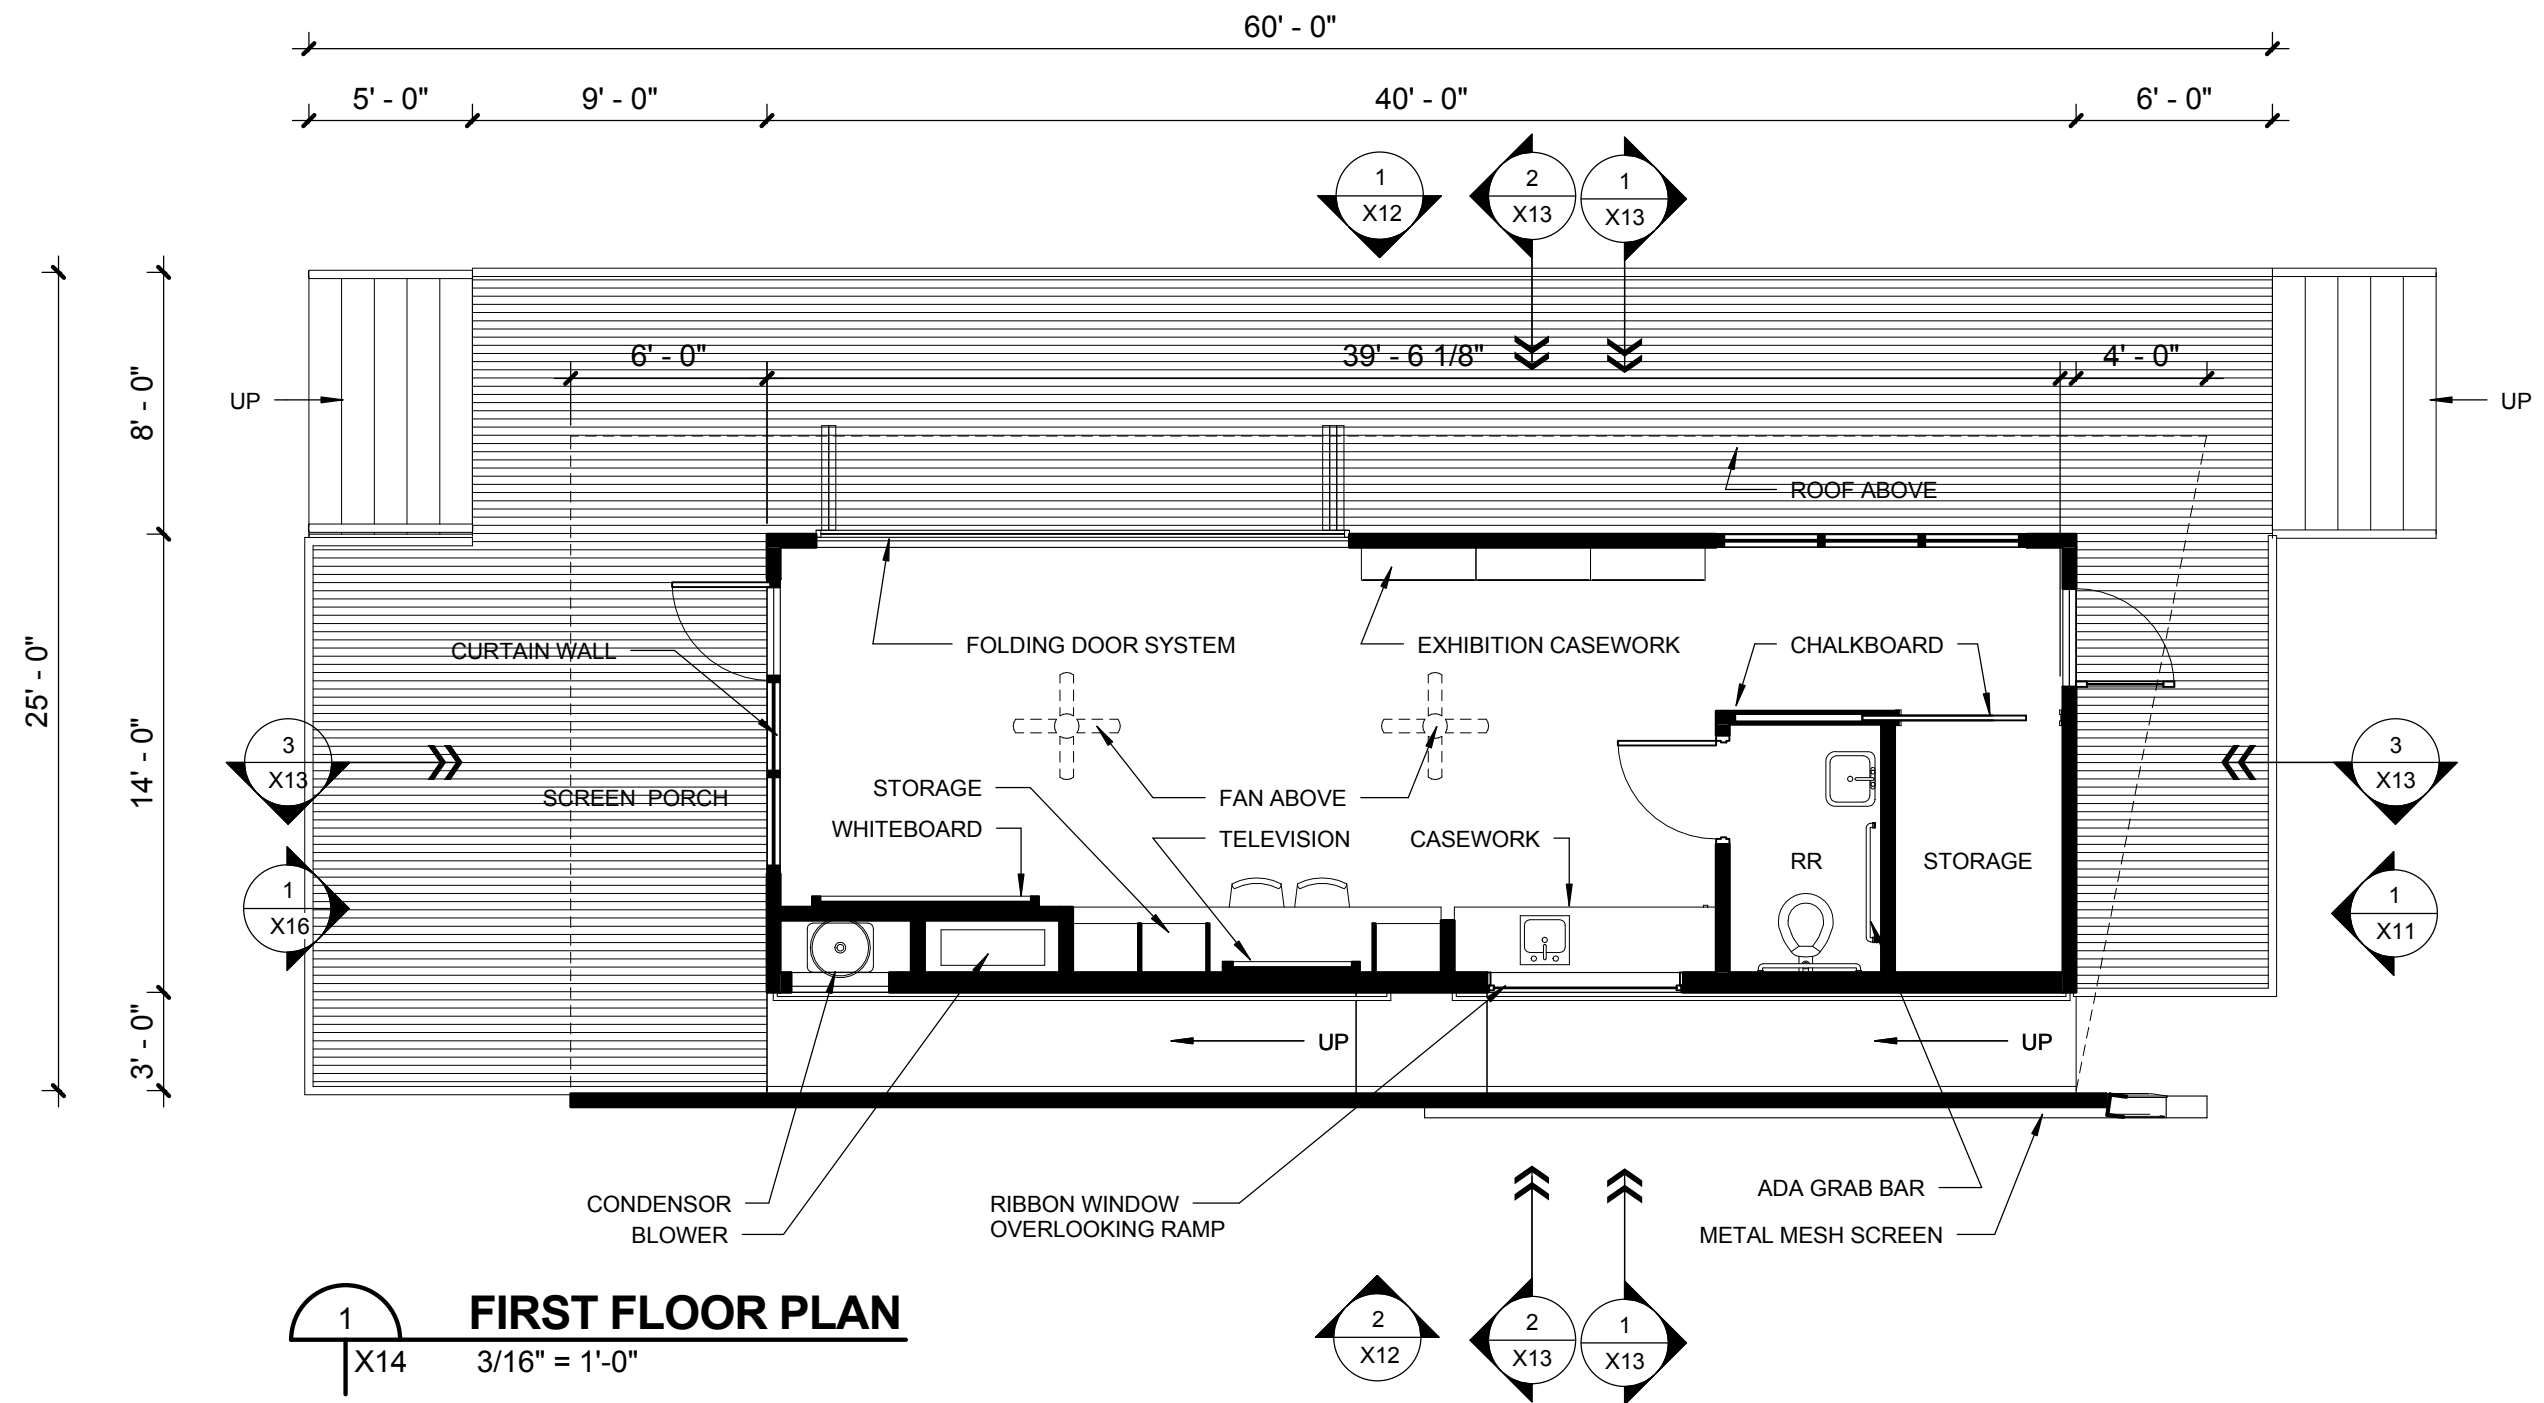 60' - 0"
5' - 0"
9' - 0"
40' - 0"
6' - 0"
1
X12
2
X13
1
X13
6' - 0"
39' - 6 1/8"
4' - 0"
8' - 0"
UP
UP
ROOF ABOVE
25' - 0"
CURTAIN WALL
FOLDING DOOR SYSTEM
EXHIBITION CASEWORK
CHALKBOARD
14' - 0"
3
X13
3
X13
SCREEN PORCH
STORAGE
FAN ABOVE
WHITEBOARD
TELEVISION
CASEWORK
RR
STORAGE
1
X16
1
X11
3' - 0"
UP
UP
CONDENSOR
BLOWER
RIBBON WINDOW
OVERLOOKING RAMP
ADA GRAB BAR
METAL MESH SCREEN
1
X14
FIRST FLOOR PLAN
3/16" = 1'-0"
2
X12
2
X13
1
X13